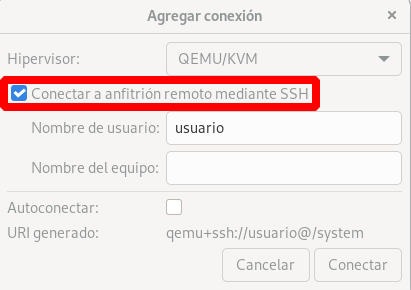 Agregar conexión
Hipervisor: QEMU/KVM
Conectar a anfitrión remoto mediante SSH
Nombre de usuario: usuario
Nombre del equipo:
Autoconectar:
URI generado: qemu+ssh://usuario@/system
Cancelar Conectar